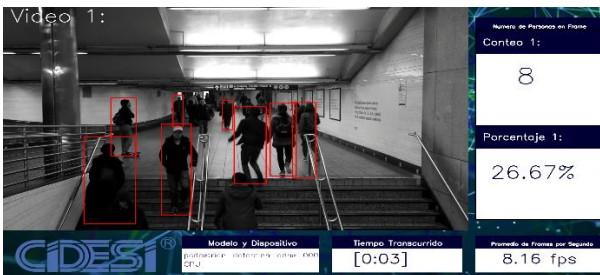 Video 1:
Numero de Personas en Frame
Conteo 1:
8
Porcentaje 1:
26.67%
CIDESI®
Modelo y Dispositivo
CPU
Tiempo Transcurrido
[0:03]
Promedio de Frames por Segundo
8.16 fps